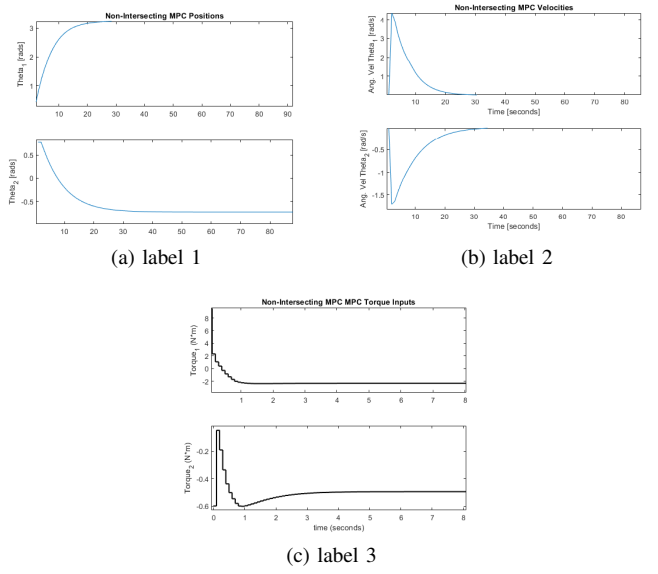 Non-Intersecting MPC Positions
Theta1 [rads]
3
2
1
10 20 30 40 50 60 70 80 90
Theta2 [rads]
0.5
0
-0.5
10 20 30 40 50 60 70 80
(a) label 1
Non-Intersecting MPC Velocities
Ang. Vel Theta1 [rad/s]
4
3
2
1
0
10 20 30 40 50 60 70 80
Time [seconds]
Ang. Vel Theta2 [rad/s]
-0.5
-1
-1.5
10 20 30 40 50 60 70 80
Time [seconds]
(b) label 2
Non-Intersecting MPC MPC Torque Inputs
Torque1 (N*m)
8
6
4
2
0
-2
1 2 3 4 5 6 7 8
Torque2 (N*m)
-0.2
-0.4
-0.6
0 1 2 3 4 5 6 7 8
time (seconds)
(c) label 3